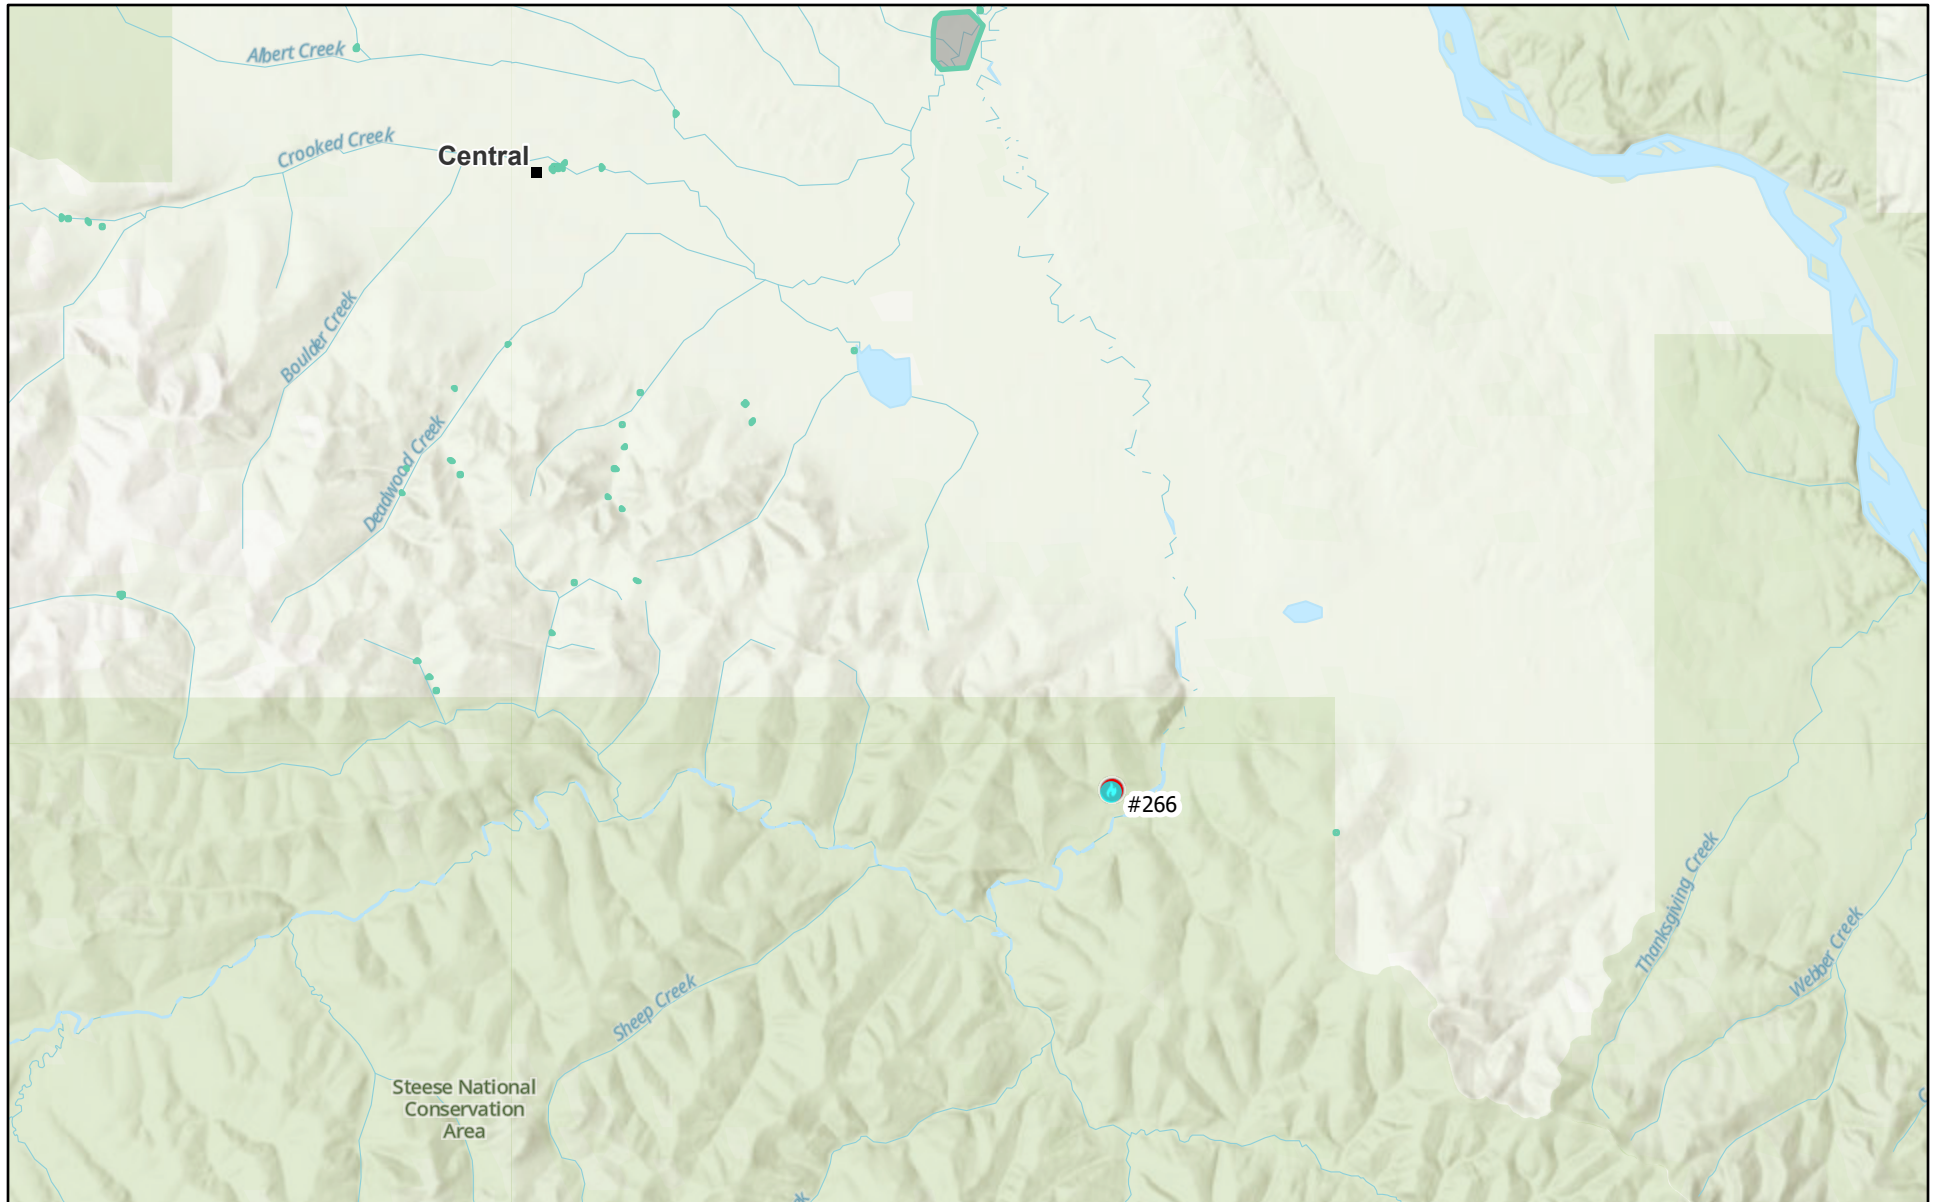 Albert Creek
Crooked Creek
Central
Boulder Creek
Deadwood Creek
#266
Thanksgiving Creek
Webber Creek
Sheep Creek
Steese National
Conservation
Area